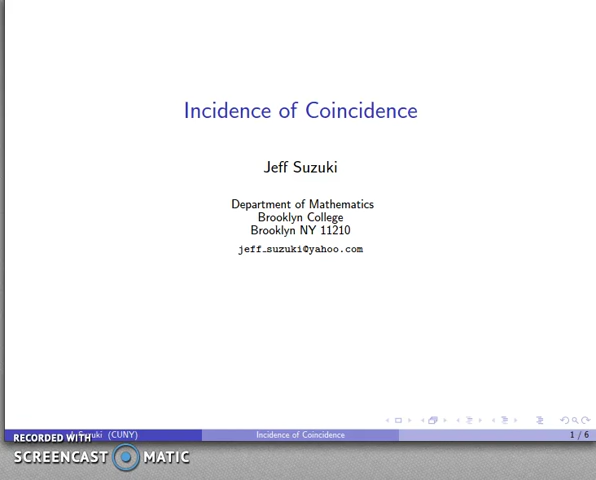 Incidence of Coincidence
Jeff Suzuki
Department of Mathematics
Brooklyn College
Brooklyn NY 11210
jeff_suzuki@yahoo.com
Suzuki (CUNY)
Incidence of Coincidence
1 / 6
RECORDED WITH
SCREENCAST MATIC